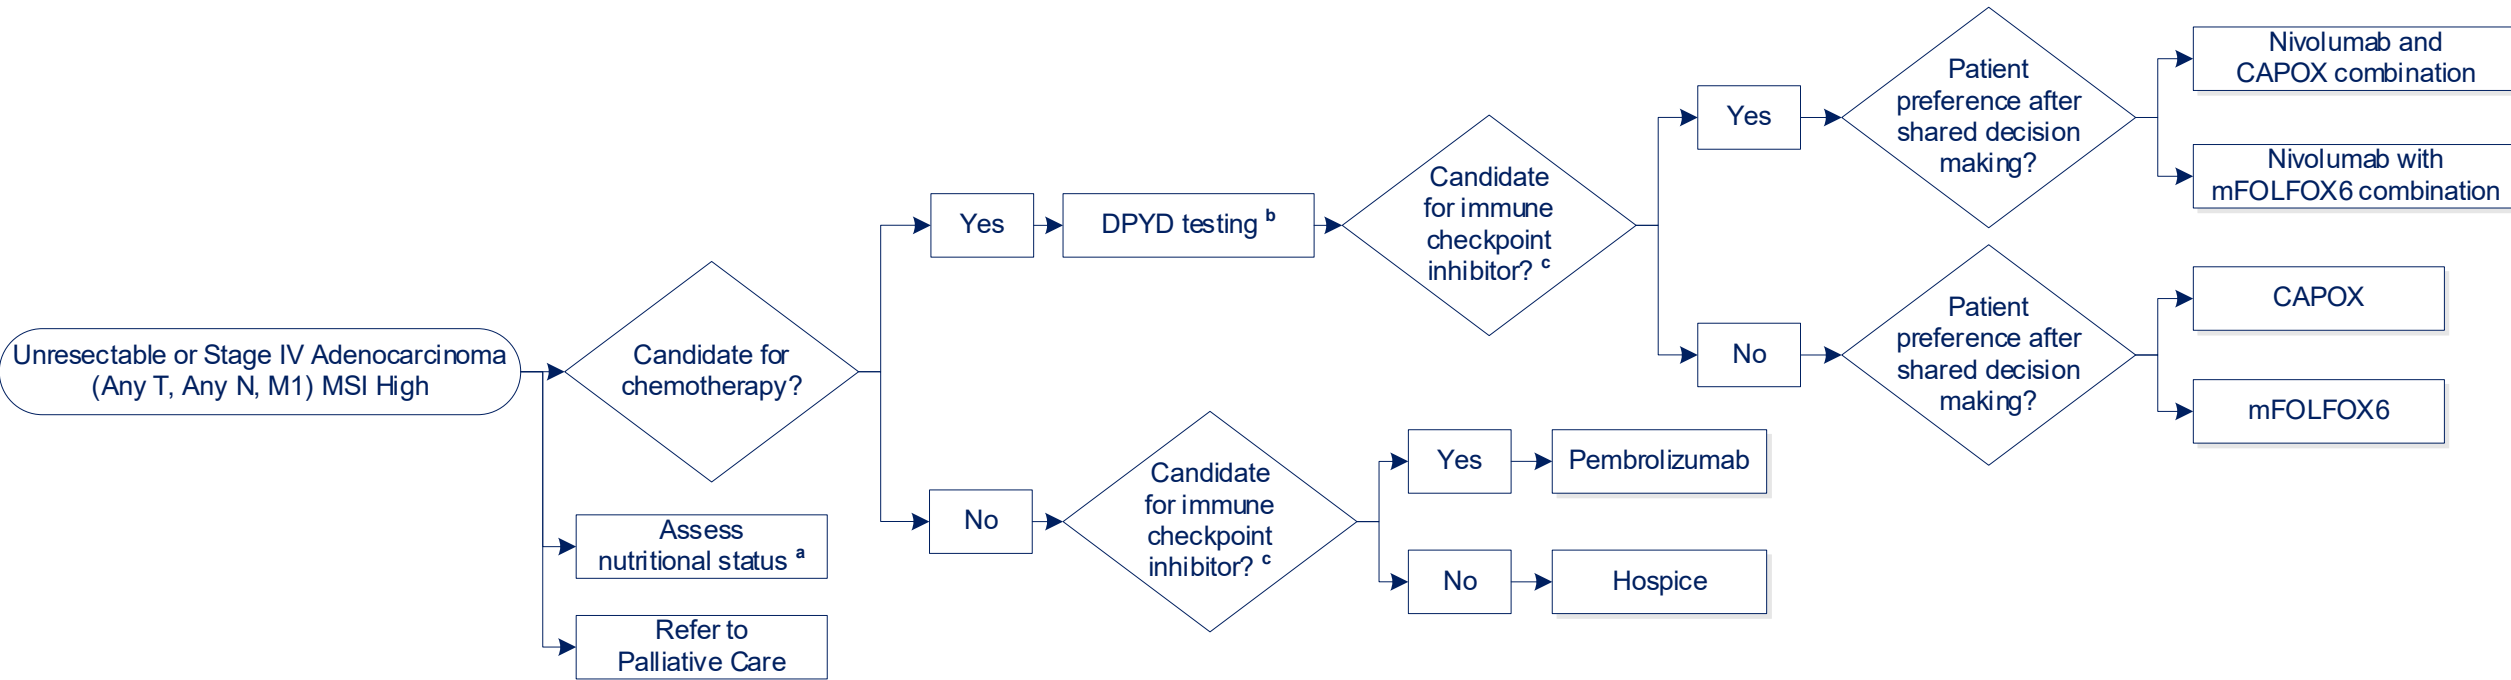 Unresectable or Stage IV Adenocarcinoma
(Any T, Any N, M1) MSI High
Candidate for
chemotherapy?
Assess
nutritional status a
Refer to
Palliative Care
Yes
DPYD testing b
Candidate
for immune
checkpoint
inhibitor? c
Yes
Patient
preference after
shared decision
making?
Nivolumab and
CAPOX combination
Nivolumab with
mFOLFOX6 combination
No
Patient
preference after
shared decision
making?
CAPOX
mFOLFOX6
No
Candidate
for immune
checkpoint
inhibitor? c
Yes
Pembrolizumab
No
Hospice